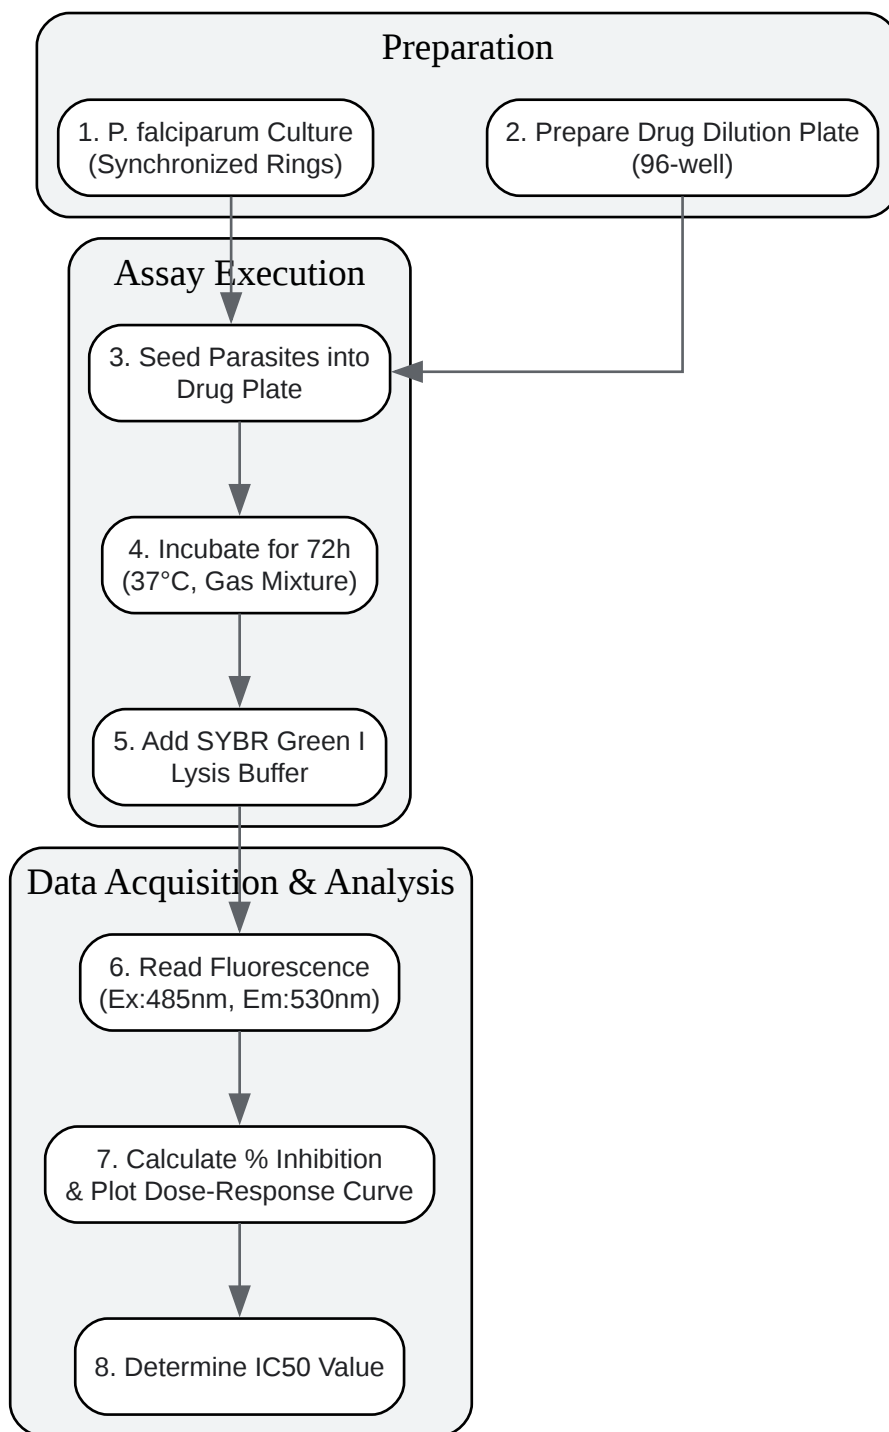 Preparation
1. P. falciparum Culture
(Synchronized Rings)
2. Prepare Drug Dilution Plate
(96-well)
Assay Execution
3. Seed Parasites into
Drug Plate
4. Incubate for 72h
(37°C, Gas Mixture)
5. Add SYBR Green I
Lysis Buffer
Data Acquisition & Analysis
6. Read Fluorescence
(Ex:485nm, Em:530nm)
7. Calculate % Inhibition
& Plot Dose-Response Curve
8. Determine IC50 Value